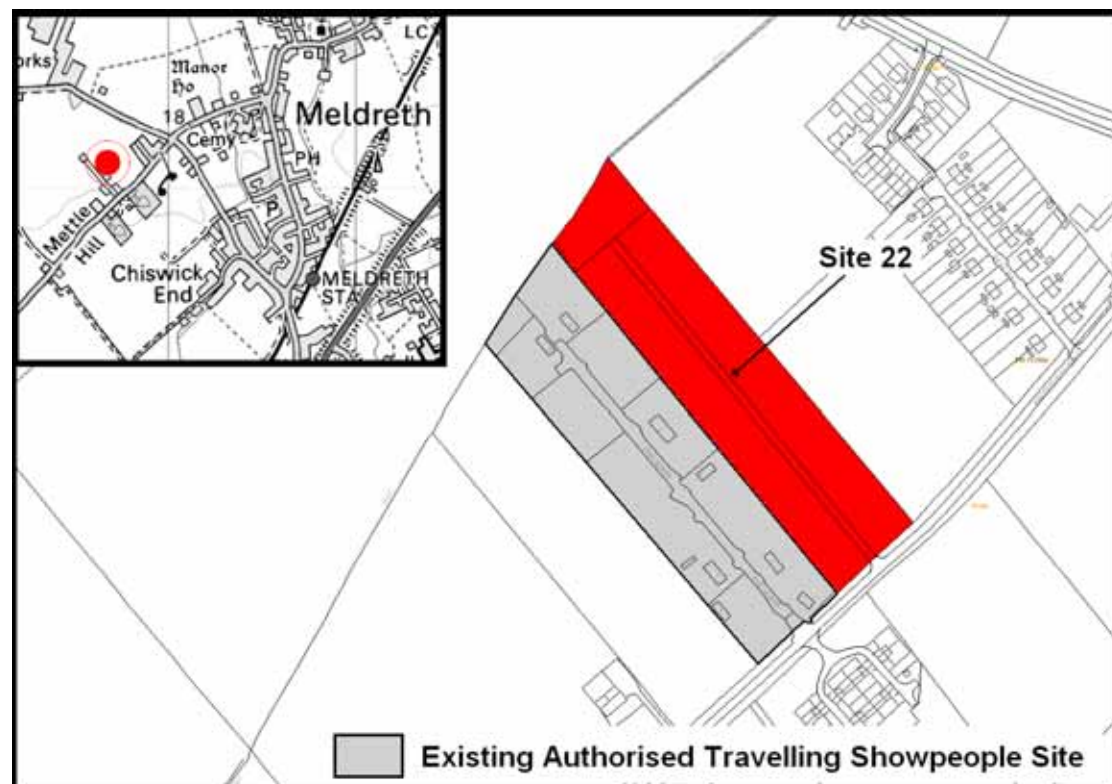 LC
orks
Manor
Ho
18
Meldreth
Cemy
PH
Mettle
Hill
P
Chiswick
End
MELDRETH
STA
Site 22
Existing Authorised Travelling Showpeople Site